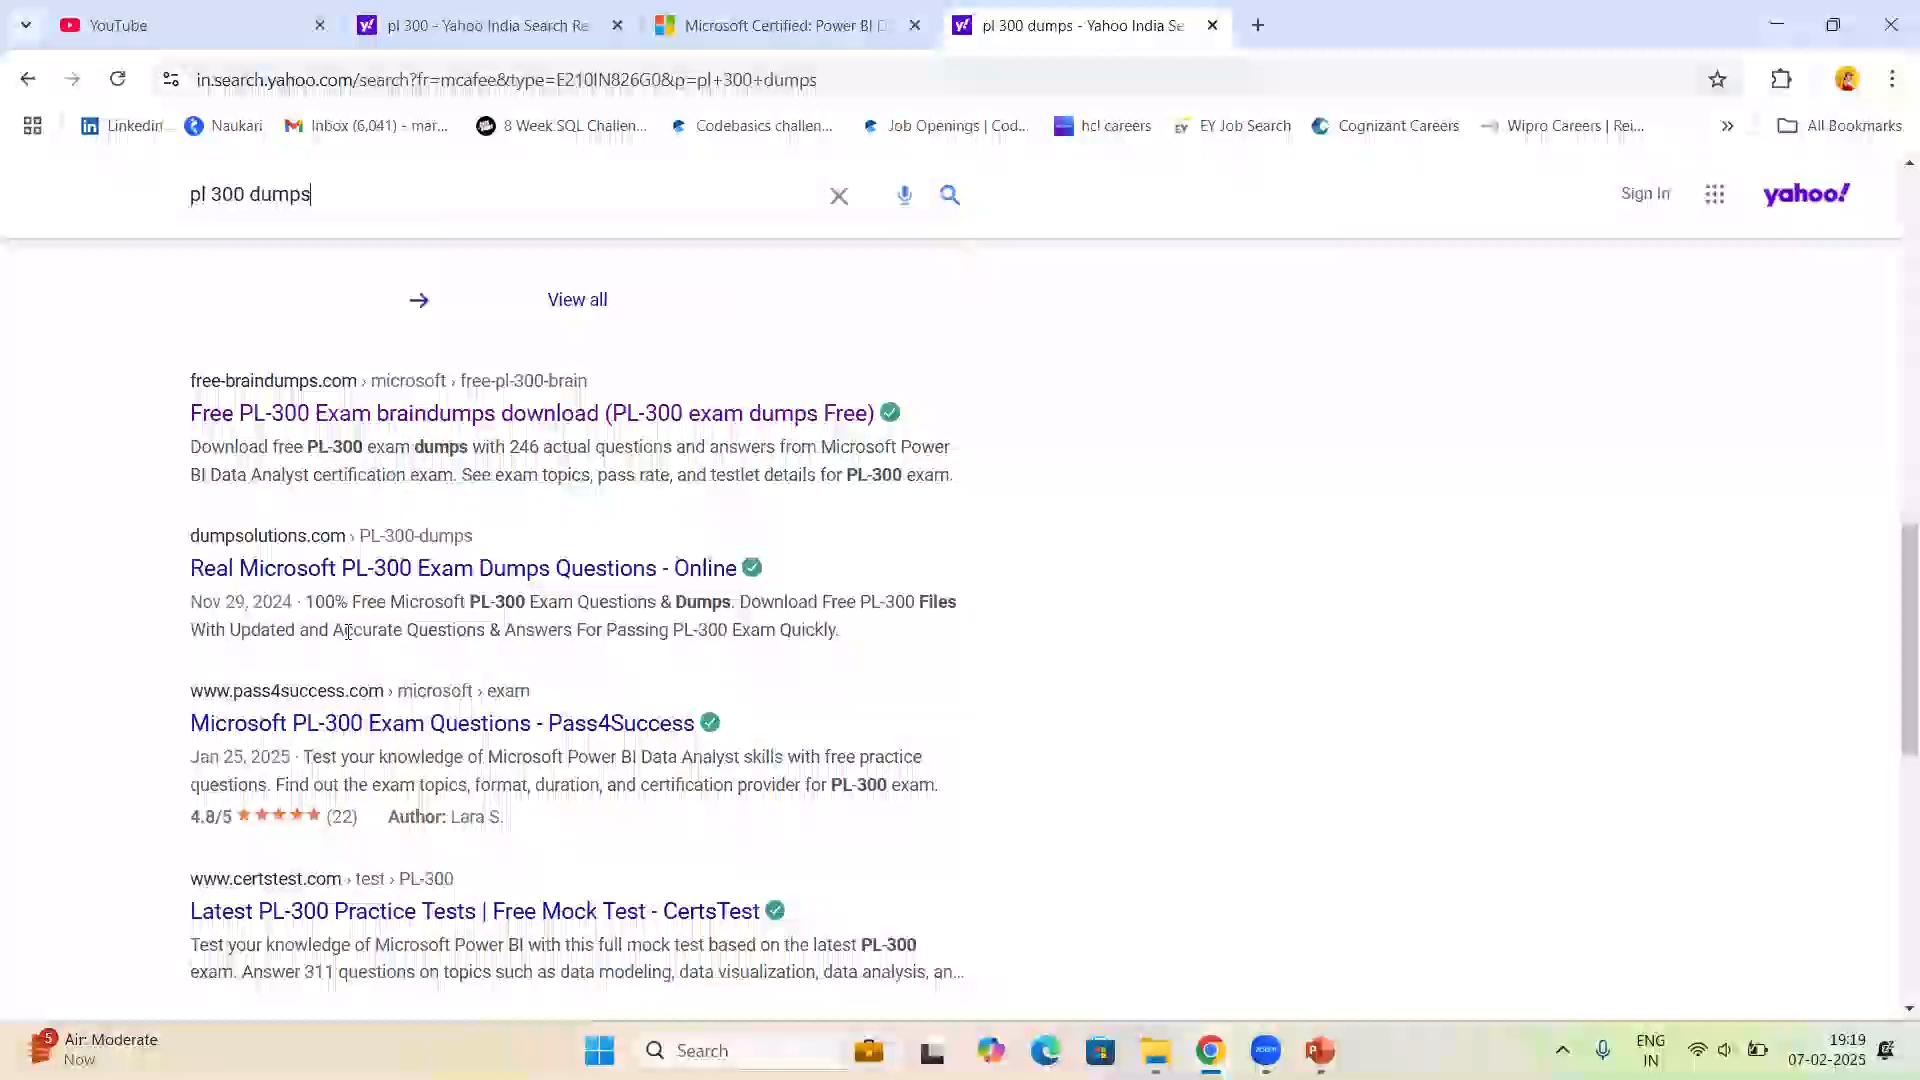 YouTube
pl 300 - Yahoo India Search Re
Microsoft Certified: Power BI D
pl 300 dumps - Yahoo India Se
in.search.yahoo.com/search?fr=mcafee&type=E210IN826G0&p=pl+300+dumps
Linkedin
Naukari
Inbox (6,041) - mar...
8 Week SQL Challen...
Codebasics challen...
Job Openings | Cod...
hcl careers
EY Job Search
Cognizant Careers
Wipro Careers | Rei...
All Bookmarks
pl 300 dumps
Sign In
yahoo!
View all
free-braindumps.com › microsoft › free-pl-300-brain
Free PL-300 Exam braindumps download (PL-300 exam dumps Free)
Download free PL-300 exam dumps with 246 actual questions and answers from Microsoft Power
BI Data Analyst certification exam. See exam topics, pass rate, and testlet details for PL-300 exam.
dumpsolutions.com › PL-300-dumps
Real Microsoft PL-300 Exam Dumps Questions - Online
Nov 29, 2024 · 100% Free Microsoft PL-300 Exam Questions & Dumps. Download Free PL-300 Files
With Updated and Accurate Questions & Answers For Passing PL-300 Exam Quickly.
www.pass4success.com › microsoft › exam
Microsoft PL-300 Exam Questions - Pass4Success
Jan 25, 2025 · Test your knowledge of Microsoft Power BI Data Analyst skills with free practice
questions. Find out the exam topics, format, duration, and certification provider for PL-300 exam.
4.8/5 (22) Author: Lara S.
www.certstest.com › test › PL-300
Latest PL-300 Practice Tests | Free Mock Test - CertsTest
Test your knowledge of Microsoft Power BI with this full mock test based on the latest PL-300
exam. Answer 311 questions on topics such as data modeling, data visualization, data analysis, an...
5
Air: Moderate
Now
Search
zoom
ENG
IN
19:19
07-02-2025